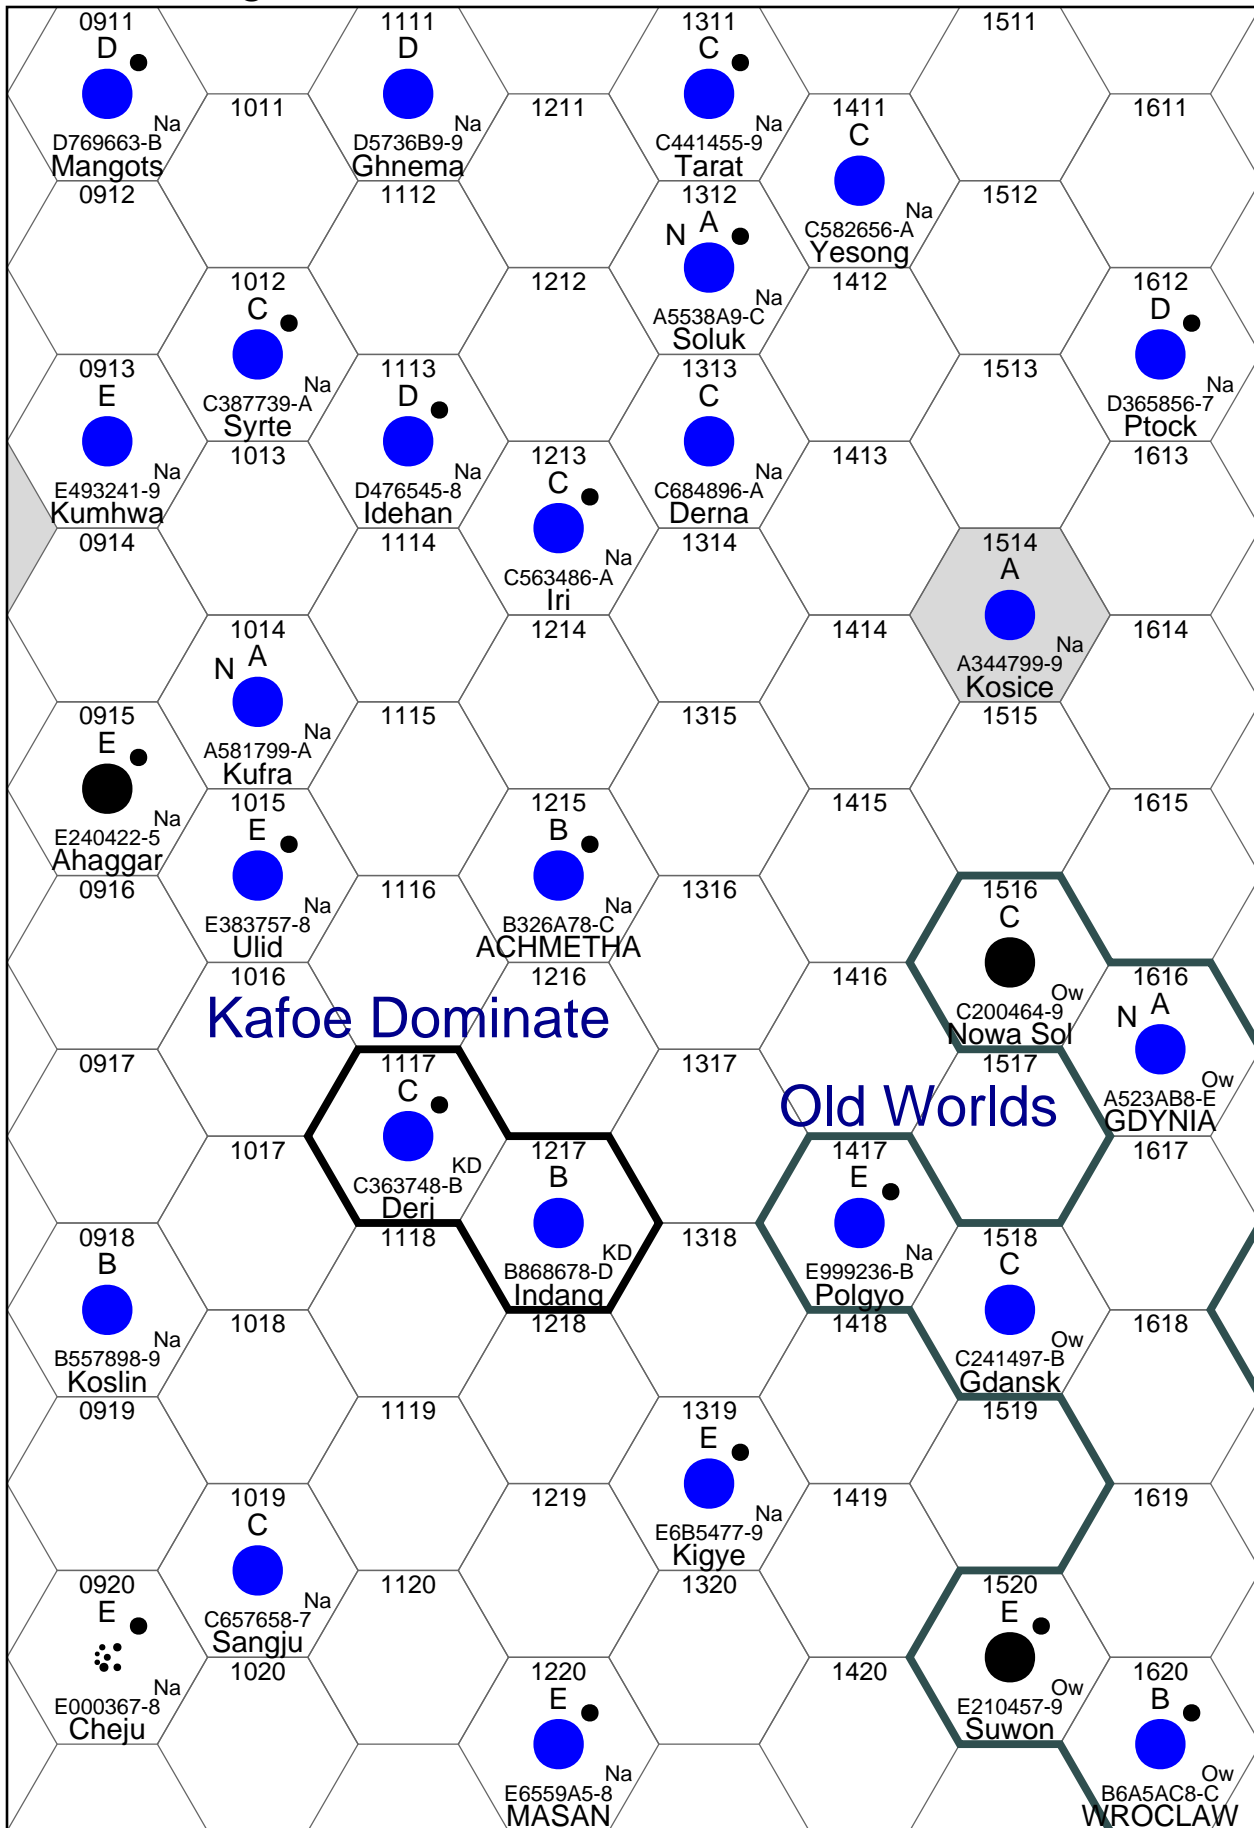 0911
1111
1311
1511
D
D
C
1011
1211
1411
1611
Na
Na
Na
C
D769663-B
D5736B9-9
C441455-9
Mangots
Ghnema
Tarat
0912
1112
1312
1512
Na
N A
C582656-A
Yesong
1012
1212
1412
1612
C
Na
D
A5538A9-C
Soluk
0913
1113
1313
1513
E
Na
D
C
Na
C387739-A
D365856-7
Syrte
Ptock
1013
1213
1413
1613
Na
Na
C
Na
E493241-9
D476545-8
C684896-A
Kumhwa
Idehan
Derna
0914
1114
1314
1514
Na
A
C563486-A
Iri
1014
1214
1414
1614
N A
Na
A344799-9
Kosice
0915
1115
1315
1515
E
Na
A581799-A
Kufra
1015
1215
1415
1615
Na
E
B
E240422-5
Ahaggar
0916
1116
1316
1516
Na
Na
C
E383757-8
B326A78-C
Ulid
ACHMETHA
1016
1216
1416
1616
Ow
N A
C200464-9
Kafoe Dominate
Nowa Sol
0917
1117
1317
1517
C
Ow
A523AB8-E
Old Worlds
GDYNIA
1017
1217
1417
1617
KD
B
E
C363748-B
Derj
0918
1118
1318
1518
B
KD
Na
C
B868678-D
E999236-B
Indang
Polgyo
1018
1218
1418
1618
Na
Ow
B557898-9
C241497-B
Koslin
Gdansk
0919
1119
1319
1519
E
1019
1219
1419
1619
C
Na
E6B5477-9
Kigye
0920
1120
1320
1520
E
Na
E
C657658-7
Sangju
1020
1220
1420
1620
Na
E
Ow
B
E000367-8
E210457-9
Cheju
Suwon
Na
Ow
E6559A5-8
B6A5AC8-C
MASAN
WROCLAW